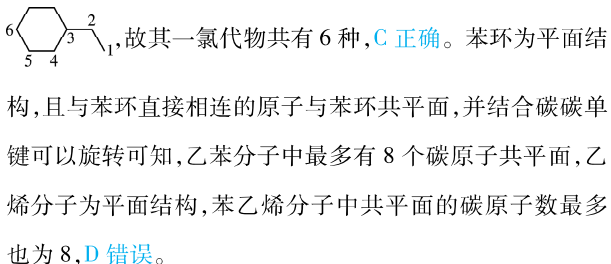 6 2 3 1 5 4 ,故其一氯代物共有 6 种,C 正确。苯环为平面结
构,且与苯环直接相连的原子与苯环共平面,并结合碳碳单
键可以旋转可知,乙苯分子中最多有 8 个碳原子共平面,乙
烯分子为平面结构,苯乙烯分子中共平面的碳原子数最多
也为 8,D 错误。